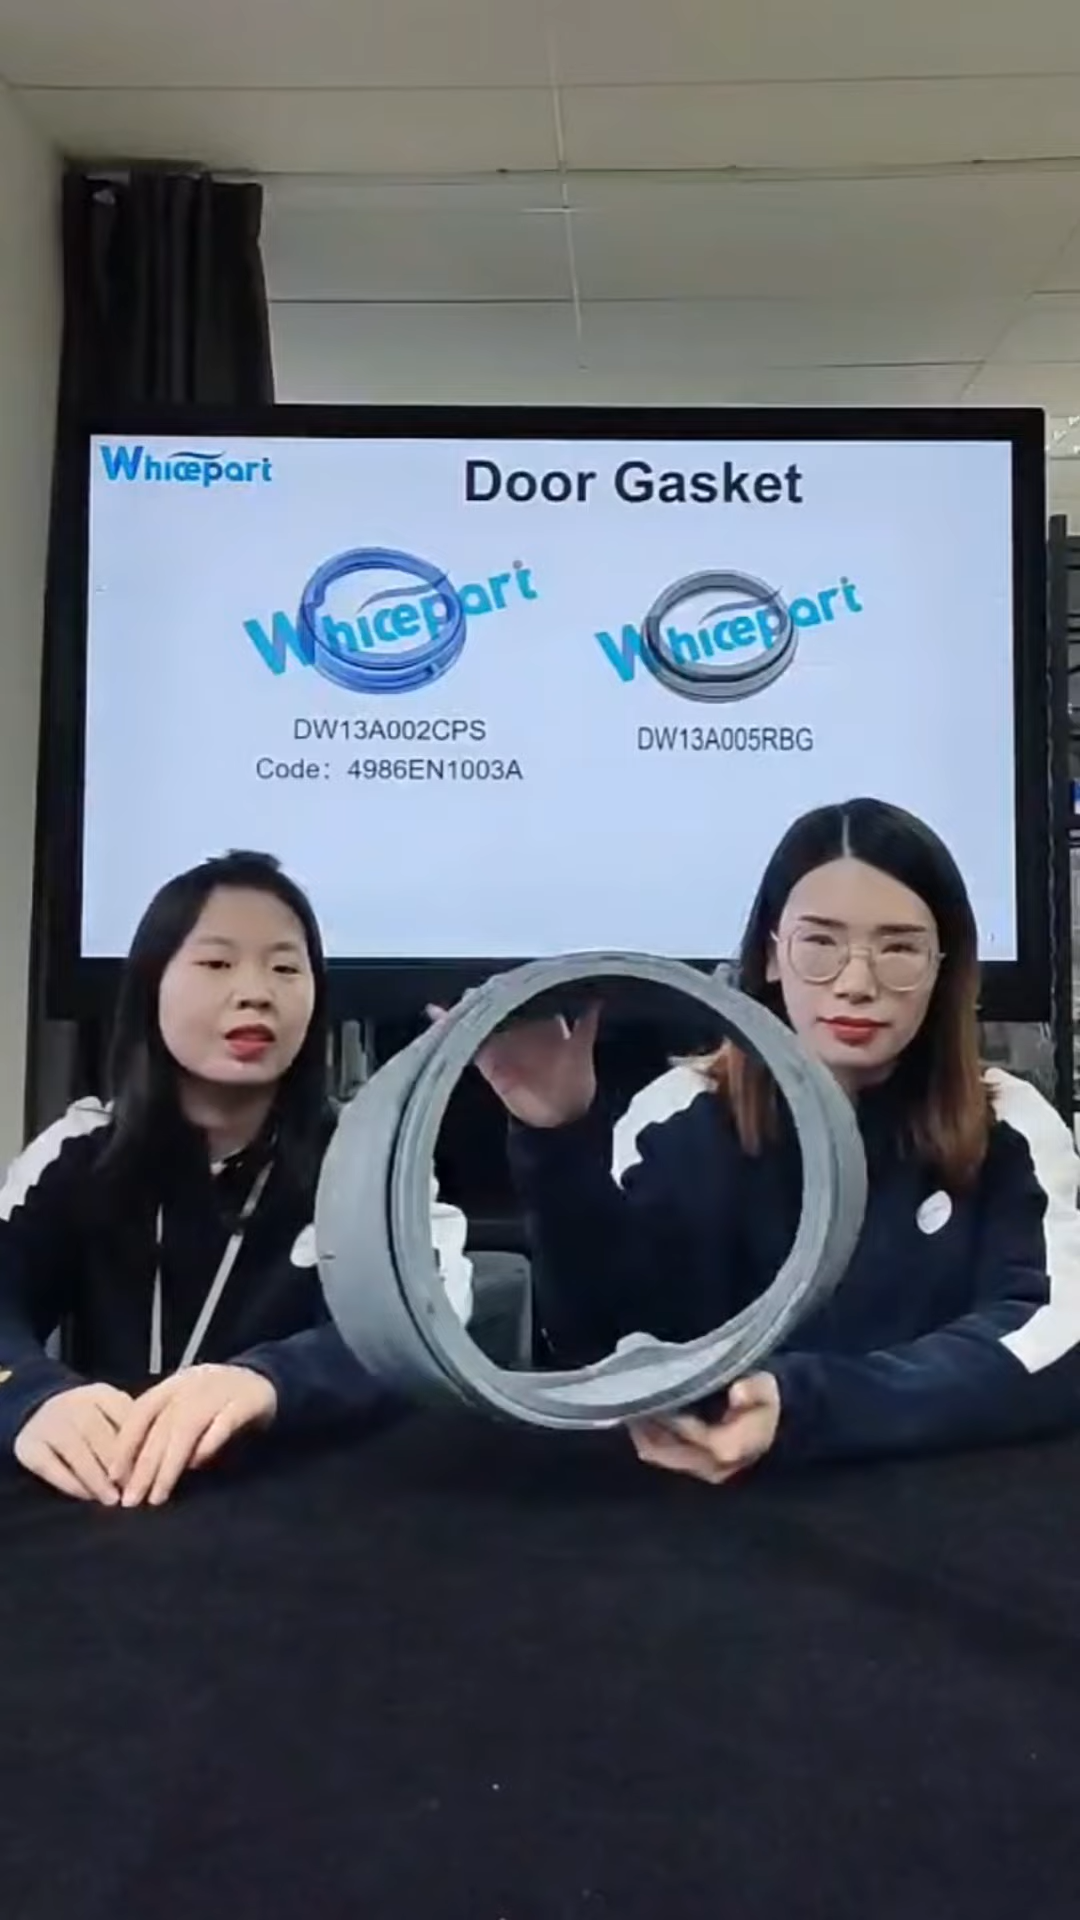 Whicepart
Door Gasket
Whicepart
Whicepart
DW13A002CPS
DW13A005RBG
Code: 4986EN1003A